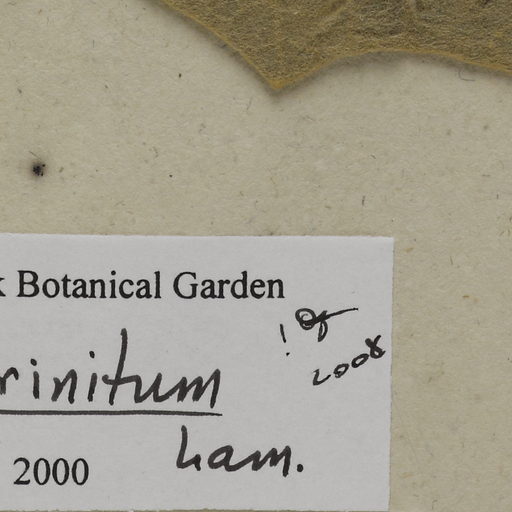 k Botanical Garden
!
2008
rinitum
Lam.
2000